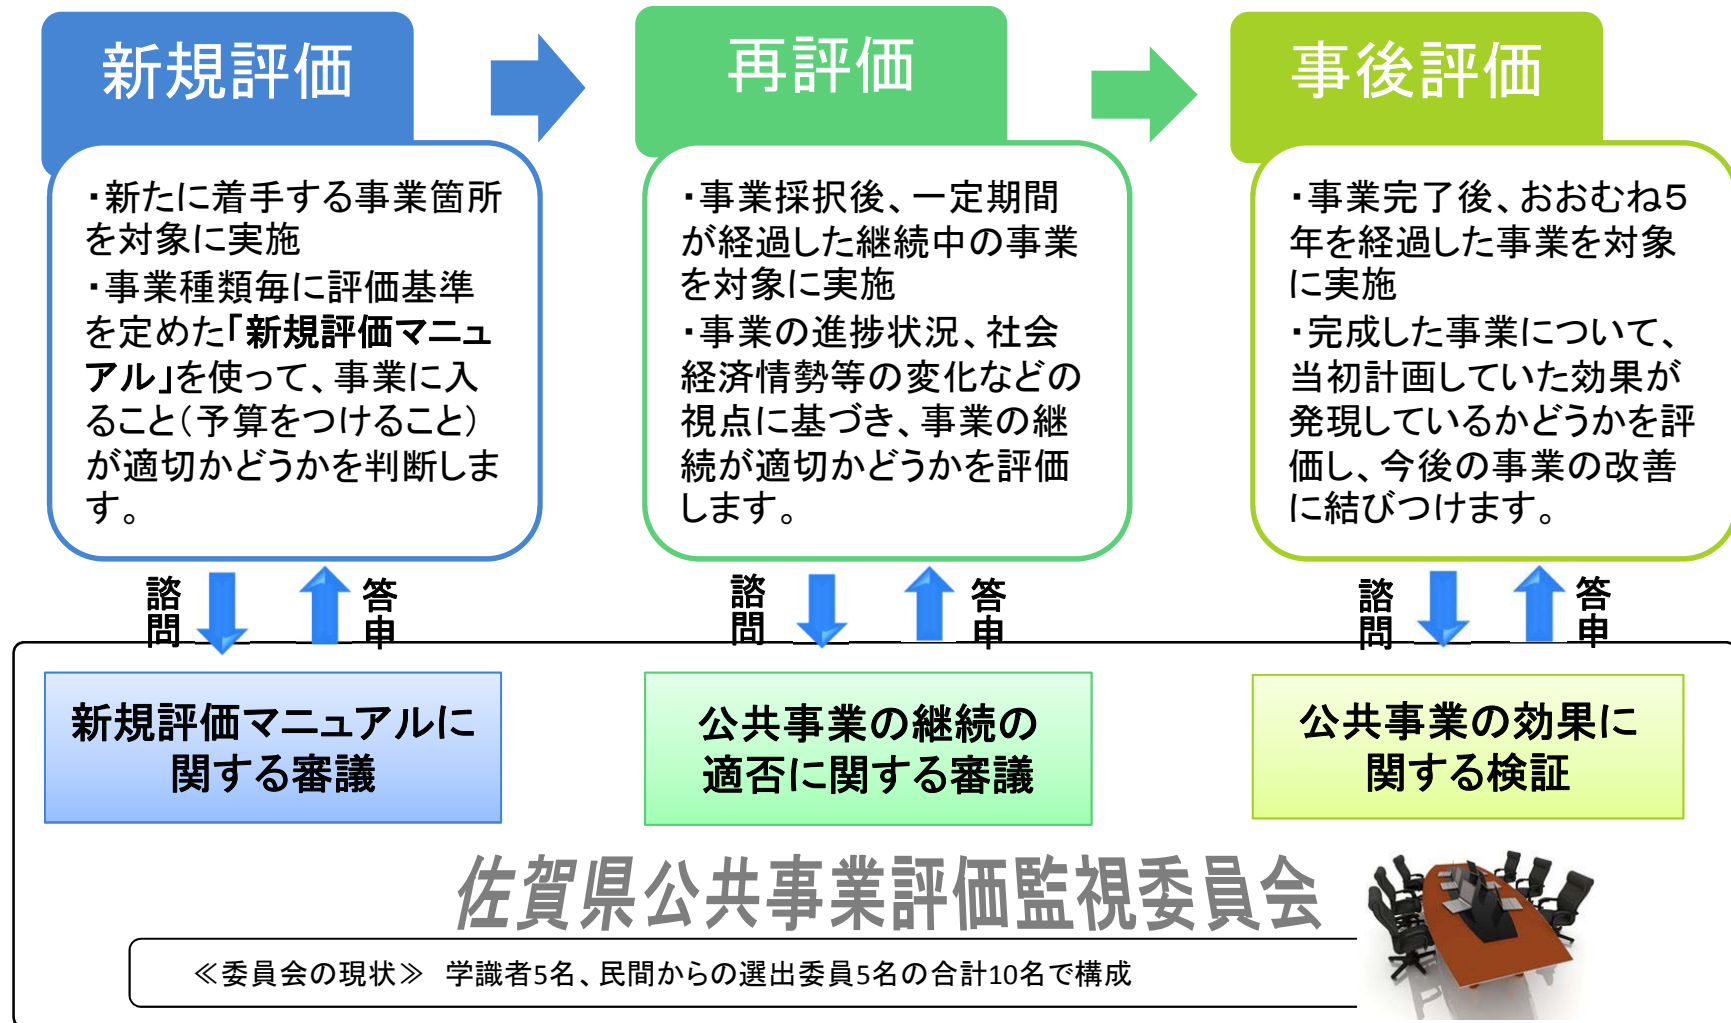 新規評価
再評価
事後評価
・新たに着手する事業箇所
を対象に実施
・事業種類毎に評価基準
を定めた「新規評価マニュ
アル」を使って、事業に入
ること（予算をつけること）
が適切かどうかを判断しま
す。
・事業採択後、一定期間
が経過した継続中の事業
を対象に実施
・事業の進捗状況、社会
経済情勢等の変化などの
視点に基づき、事業の継
続が適切かどうかを評価
します。
・事業完了後、おおむね５
年を経過した事業を対象
に実施
・完成した事業について、
当初計画していた効果が
発現しているかどうかを評
価し、今後の事業の改善
に結びつけます。
諮問
答申
諮問
答申
諮問
答申
新規評価マニュアルに
関する審議
公共事業の継続の
適否に関する審議
公共事業の効果に
関する検証
佐賀県公共事業評価監視委員会
≪委員会の現状≫　学識者5名、民間からの選出委員5名の合計10名で構成